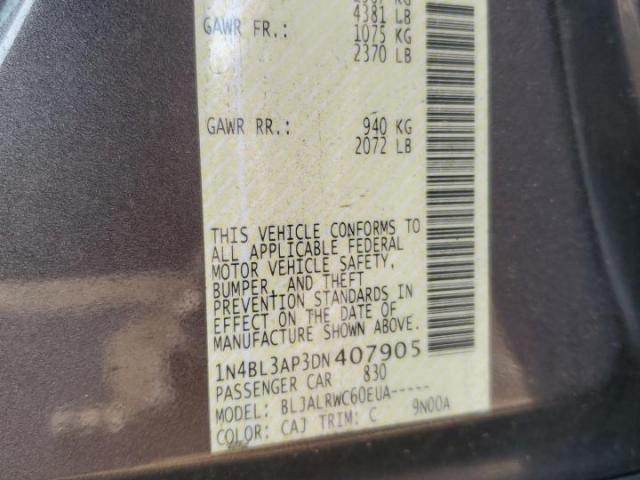 4381 LB
GAWR FR.: 1075 KG
2370 LB
GAWR RR.: 940 KG
2072 LB
THIS VEHICLE CONFORMS TO
ALL APPLICABLE FEDERAL
MOTOR VEHICLE SAFETY,
BUMPER, AND THEFT
PREVENTION STANDARDS IN
EFFECT ON THE DATE OF
MANUFACTURE SHOWN ABOVE.
1N4BL3AP3DN407905
PASSENGER CAR 830
MODEL: BLJALRWC60EUA-----
COLOR: CAJ TRIM: C 9N00A